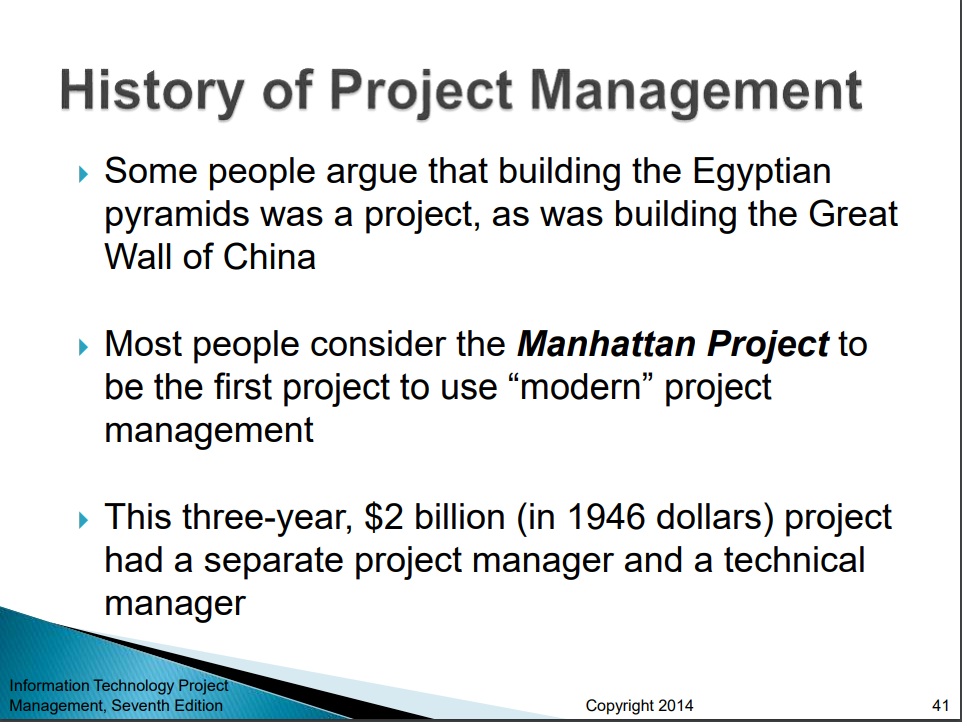 History of Project Management
Some people argue that building the Egyptian
pyramids was a project, as was building the Great
Wall of China
Most people consider the Manhattan Project to
be the first project to use “modern” project
management
This three-year, $2 billion (in 1946 dollars) project
had a separate project manager and a technical
manager
Information Technology Project
Management, Seventh Edition
Copyright 2014
41